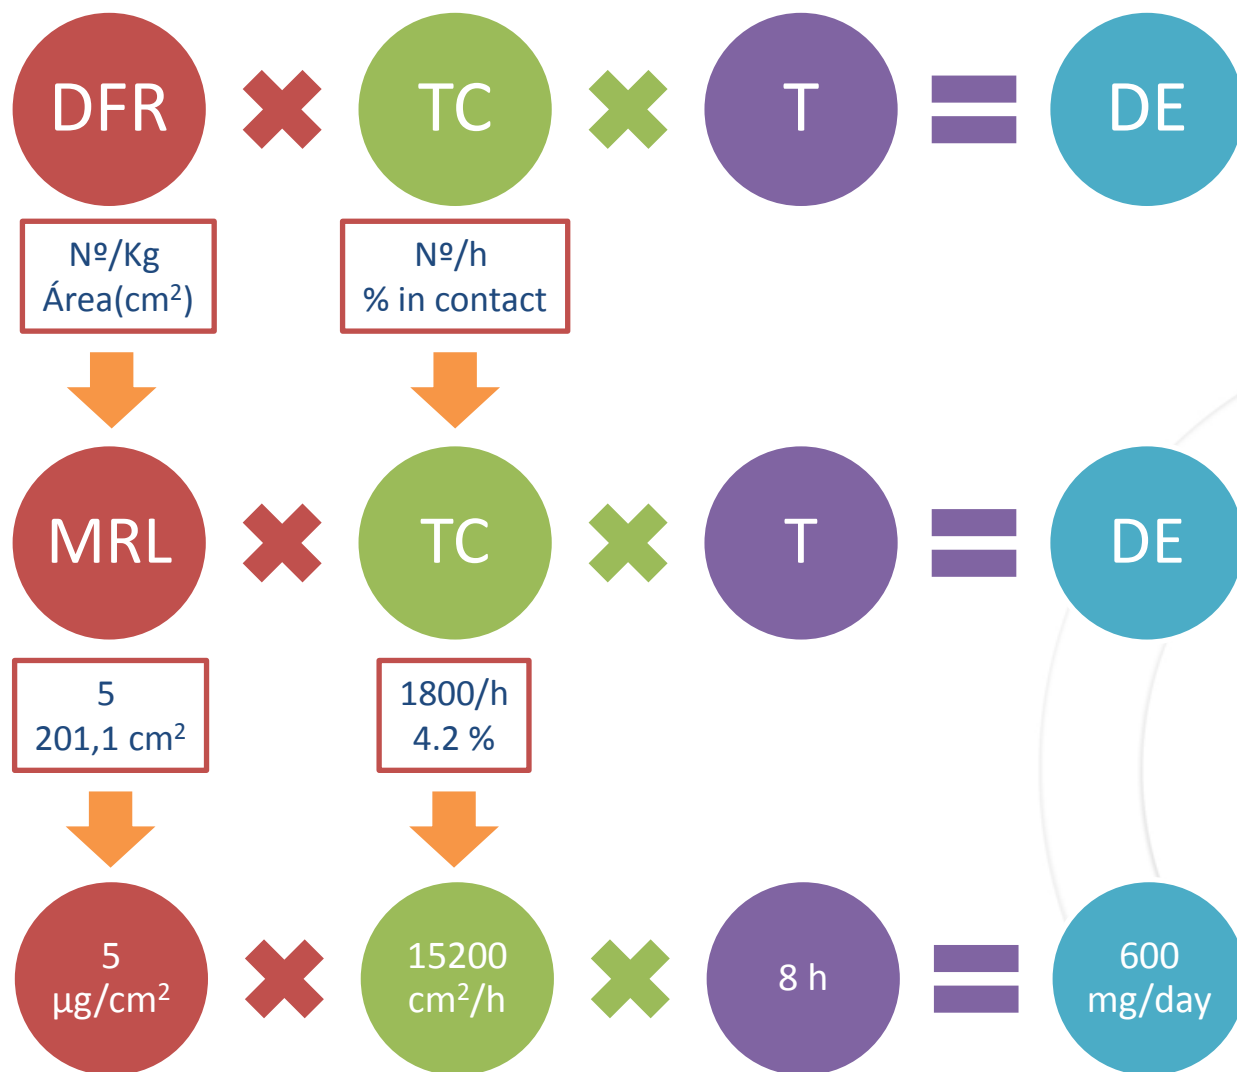 DFR
TC
T
DE
Nº/Kg
Área(cm²)
Nº/h
% in contact
MRL
TC
T
DE
5
201,1 cm²
1800/h
4.2 %
5
µg/cm²
15200
cm²/h
8 h
600
mg/day